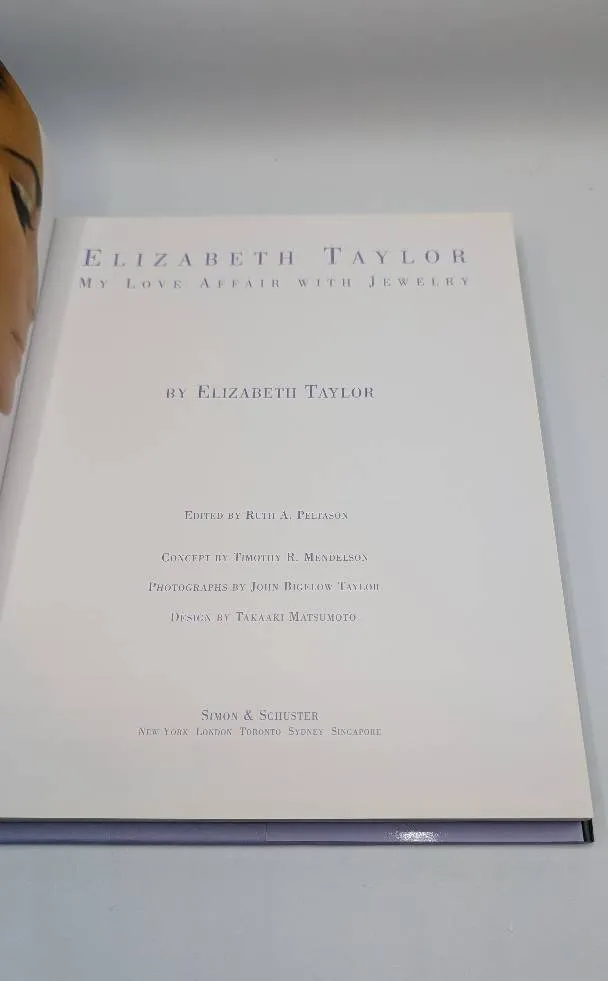 ELIZABETH TAYLOR
MY LOVE AFFAIR WITH JEWELRY
BY ELIZABETH TAYLOR
EDITED BY RUTH A. PELTASON
CONCEPT BY TIMOTHY R. MENDELSON
PHOTOGRAPHS BY JOHN BIGELOW TAYLOR
DESIGN BY TAKAAKI MATSUMOTO
SIMON & SCHUSTER
NEW YORK LONDON TORONTO SYDNEY SINGAPORE